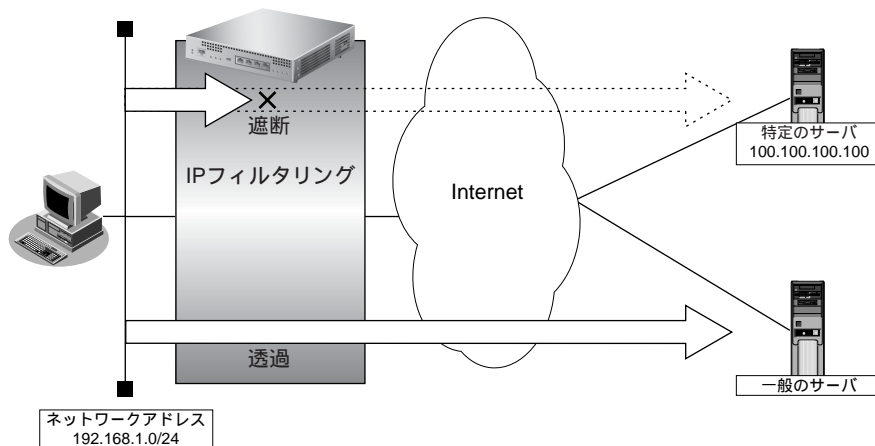 遮断
IPフィルタリング
Internet
特定のサーバ
100.100.100.100
透過
一般のサーバ
ネットワークアドレス
192.168.1.0/24